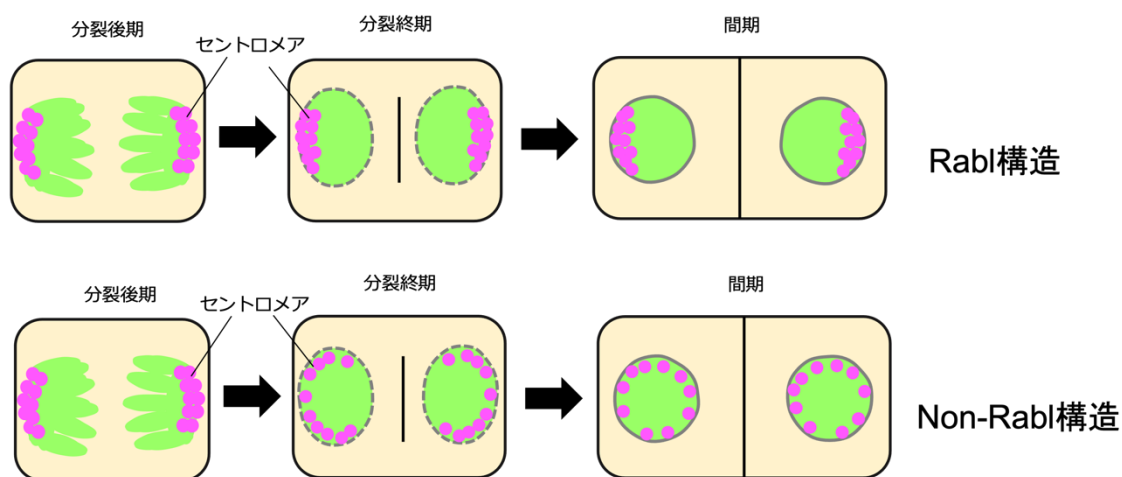 分裂後期
分裂終期
間期
セントロメア
Rabl構造
分裂後期
分裂終期
間期
セントロメア
Non-Rabl構造